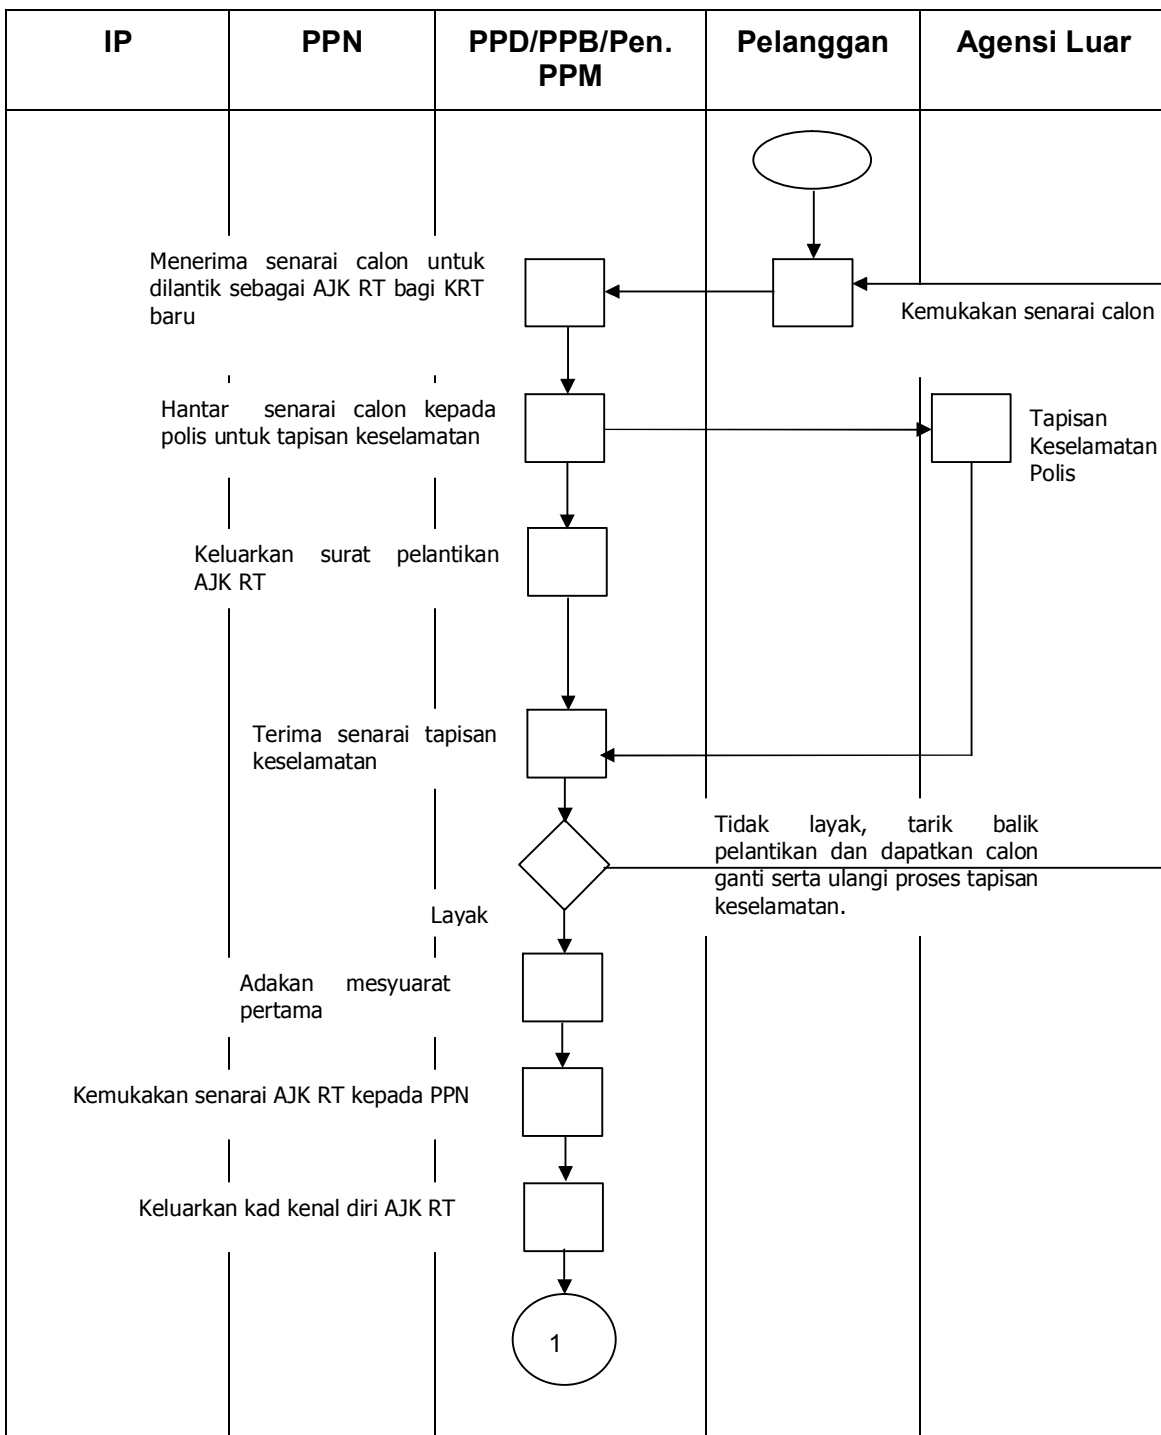 IP
PPN
PPD/PPB/Pen.
PPM
Pelanggan
Agensi Luar
Menerima senarai calon untuk
dilantik sebagai AJK RT bagi KRT
baru
Kemukakan senarai calon
Hantar senarai calon kepada
polis untuk tapisan keselamatan
Tapisan
Keselamatan
Polis
Keluarkan surat pelantikan
AJK RT
Terima senarai tapisan
keselamatan
Tidak layak, tarik balik
pelantikan dan dapatkan calon
ganti serta ulangi proses tapisan
keselamatan.
Layak
Adakan mesyuarat
pertama
Kemukakan senarai AJK RT kepada PPN
Keluarkan kad kenal diri AJK RT
1